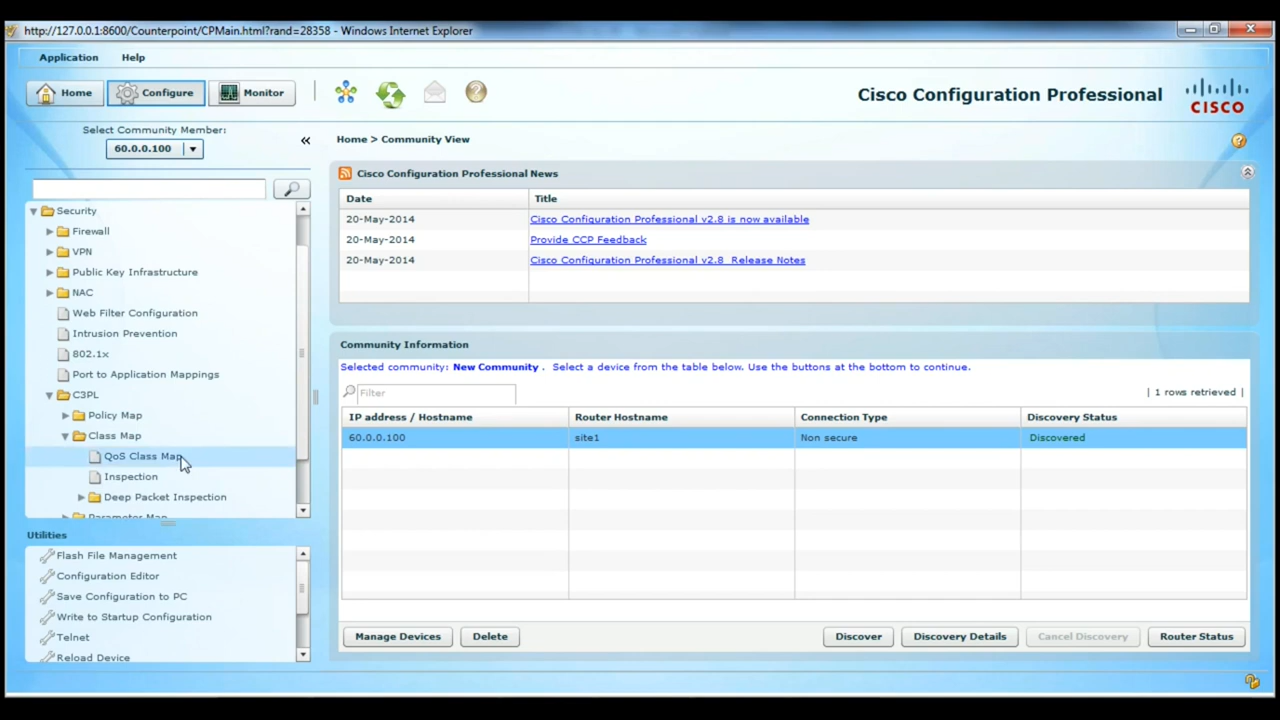 http://127.0.0.1:8600/Counterpoint/CPMain.html?rand=28358 - Windows Internet Explorer
Application Help
Home Configure Monitor
Cisco Configuration Professional
CISCO
Select Community Member:
60.0.0.100
Security
Firewall
VPN
Public Key Infrastructure
NAC
Web Filter Configuration
Intrusion Prevention
802.1x
Port to Application Mappings
C3PL
Policy Map
Class Map
QoS Class Map
Inspection
Deep Packet Inspection
Parameter Map
Utilities
Flash File Management
Configuration Editor
Save Configuration to PC
Write to Startup Configuration
Telnet
Reload Device
Home > Community View
Cisco Configuration Professional News
Date Title
20-May-2014 Cisco Configuration Professional v2.8 is now available
20-May-2014 Provide CCP Feedback
20-May-2014 Cisco Configuration Professional v2.8 Release Notes
Community Information
Selected community: New Community . Select a device from the table below. Use the buttons at the bottom to continue.
Filter | 1 rows retrieved |
IP address / Hostname Router Hostname Connection Type Discovery Status
60.0.0.100 site1 Non secure Discovered
Manage Devices Delete Discover Discovery Details Cancel Discovery Router Status